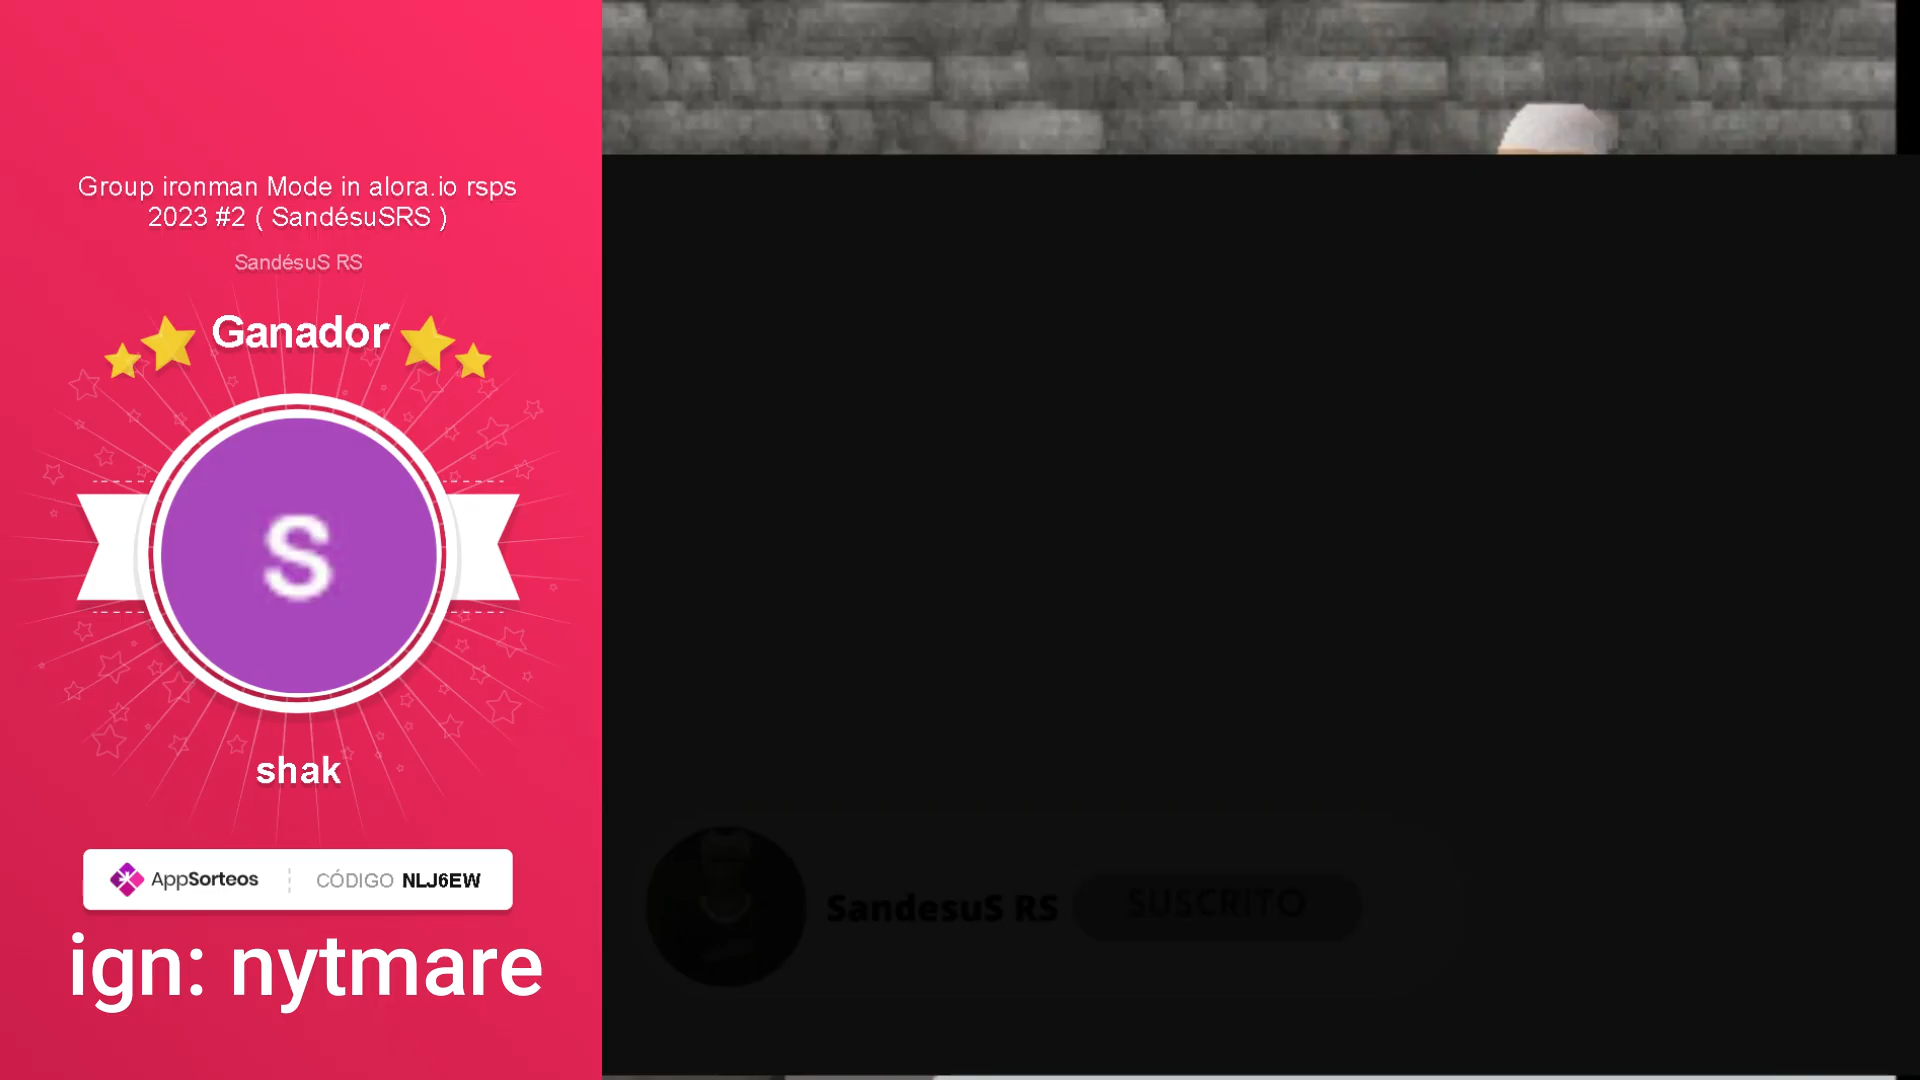 Group ironman Mode in alora.io rsps
2023 #2 ( SandésuSRS )
SandésuS RS
Ganador
S
shak
AppSorteos
CÓDIGO NLJ6EW
ign: nytmare
SandesuS RS
SUSCRITO